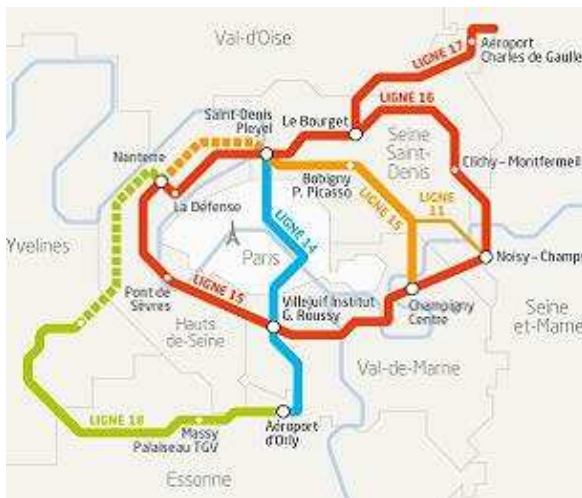 Val-d'Oise
LIGNE 17
Aéroport
Charles de Gaulle
Saint-Denis
Pleyel
Le Bourget
LIGNE 16
Seine
Saint-
Denis
Nanterre
Clichy – Montfermeil
Bobigny
P. Picasso
La Défense
LIGNE 15
LIGNE
11
LIGNE 14
Yvelines
Paris
Noisy – Champs
Pont de
Sèvres
LIGNE 15
Villejuif Institut
G. Roussy
Champigny
Centre
Seine
et-Marne
Hauts
de-Seine
Val-de-Marne
LIGNE 18
Massy
Palaiseau TGV
Aéroport
d'Orly
Essonne